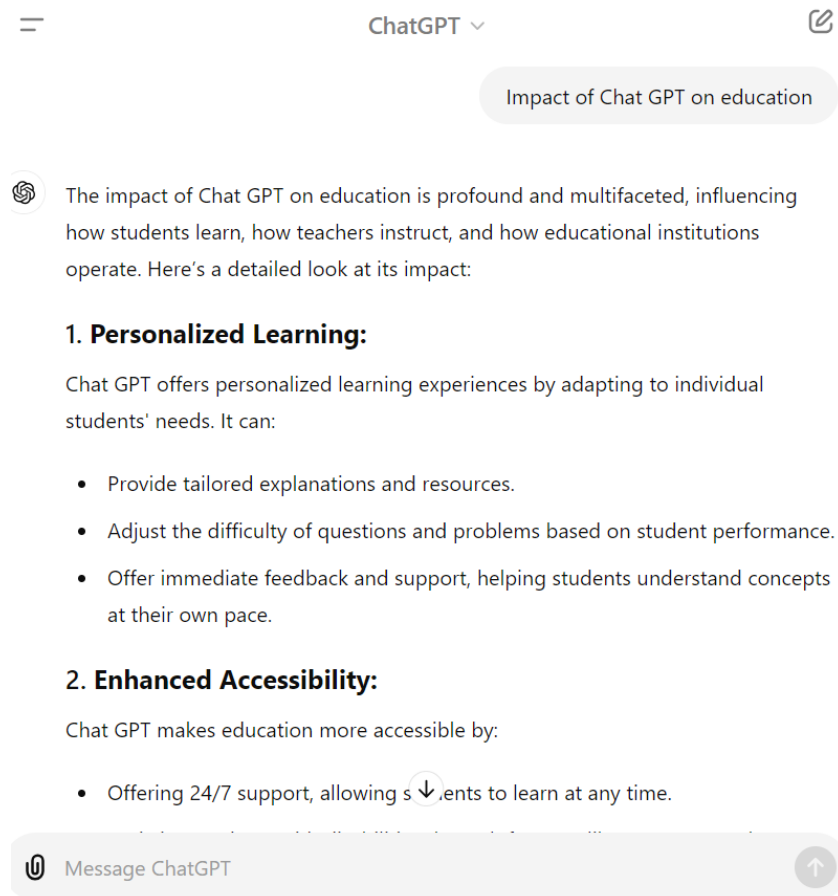 ChatGPT
Impact of Chat GPT on education
The impact of Chat GPT on education is profound and multifaceted, influencing
how students learn, how teachers instruct, and how educational institutions
operate. Here's a detailed look at its impact:
1. Personalized Learning:
Chat GPT offers personalized learning experiences by adapting to individual
students' needs. It can:
• Provide tailored explanations and resources.
• Adjust the difficulty of questions and problems based on student performance.
• Offer immediate feedback and support, helping students understand concepts
at their own pace.
2. Enhanced Accessibility:
Chat GPT makes education more accessible by:
• Offering 24/7 support, allowing students to learn at any time.
Message ChatGPT